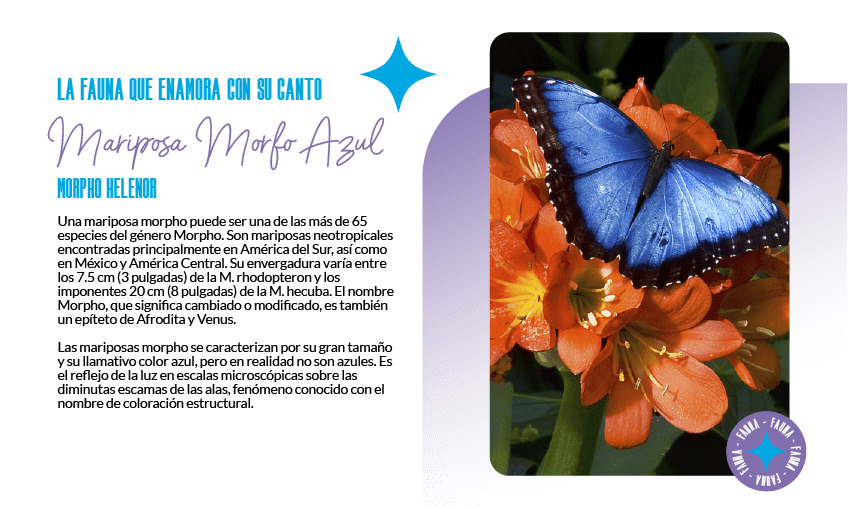 LA FAUNA QUE ENAMORA CON SU CANTO
Mariposa Morfo Azul
MORPHO HELENOR
Una mariposa morpho puede ser una de las más de 65
especies del género Morpho. Son mariposas neotropicales
encontradas principalmente en América del Sur, así como
en México y América Central. Su envergadura varía entre
los 7.5 cm (3 pulgadas) de la M. rhodopteron y los
imponentes 20 cm (8 pulgadas) de la M. hecuba. El nombre
Morpho, que significa cambiado o modificado, es también
un epíteto de Afrodita y Venus.
Las mariposas morpho se caracterizan por su gran tamaño
y su llamativo color azul, pero en realidad no son azules. Es
el reflejo de la luz en escalas microscópicas sobre las
diminutas escamas de las alas, fenómeno conocido con el
nombre de coloración estructural.
FAUNA - FAUNA - FAUNA - FAUNA - FAUNA -